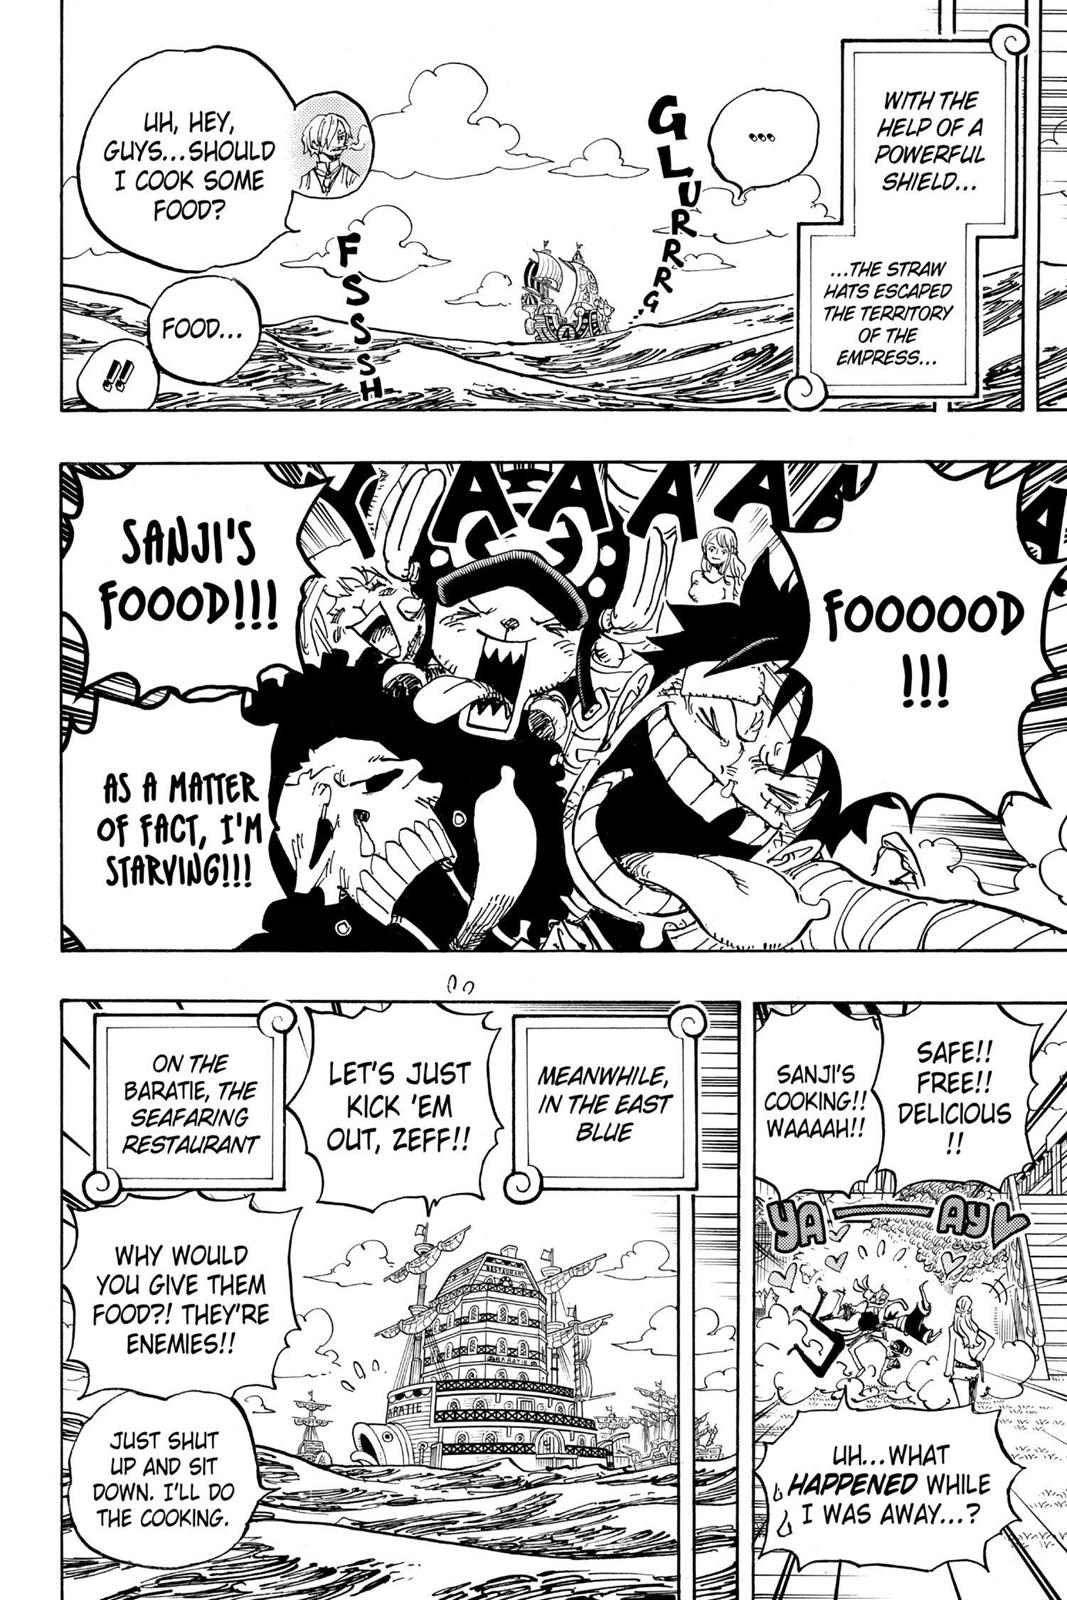 WITH THE
HELP OF A
POWERFUL
SHIELD...
...THE STRAW
HATS ESCAPED
THE TERRITORY
OF THE
EMPRESS...
...
GLURRRG
UH, HEY,
GUYS...SHOULD
I COOK SOME
FOOD?
FSSSH
FOOD...
!!
YAAAAA
FOOOOOD
!!!
SANJI'S
FOOOD!!!
AS A MATTER
OF FACT, I'M
STARVING!!!
SAFE!!
FREE!!
DELICIOUS
!!
SANJI'S
COOKING!!
WAAAAH!!
YA—AY
UH...WHAT
HAPPENED WHILE
I WAS AWAY...?
MEANWHILE,
IN THE EAST
BLUE
LET'S JUST
KICK 'EM
OUT, ZEFF!!
ON THE
BARATIE, THE
SEAFARING
RESTAURANT
WHY WOULD
YOU GIVE THEM
FOOD?! THEY'RE
ENEMIES!!
RESTAURANT
BARATIE
BARATIE
JUST SHUT
UP AND SIT
DOWN. I'LL DO
THE COOKING.